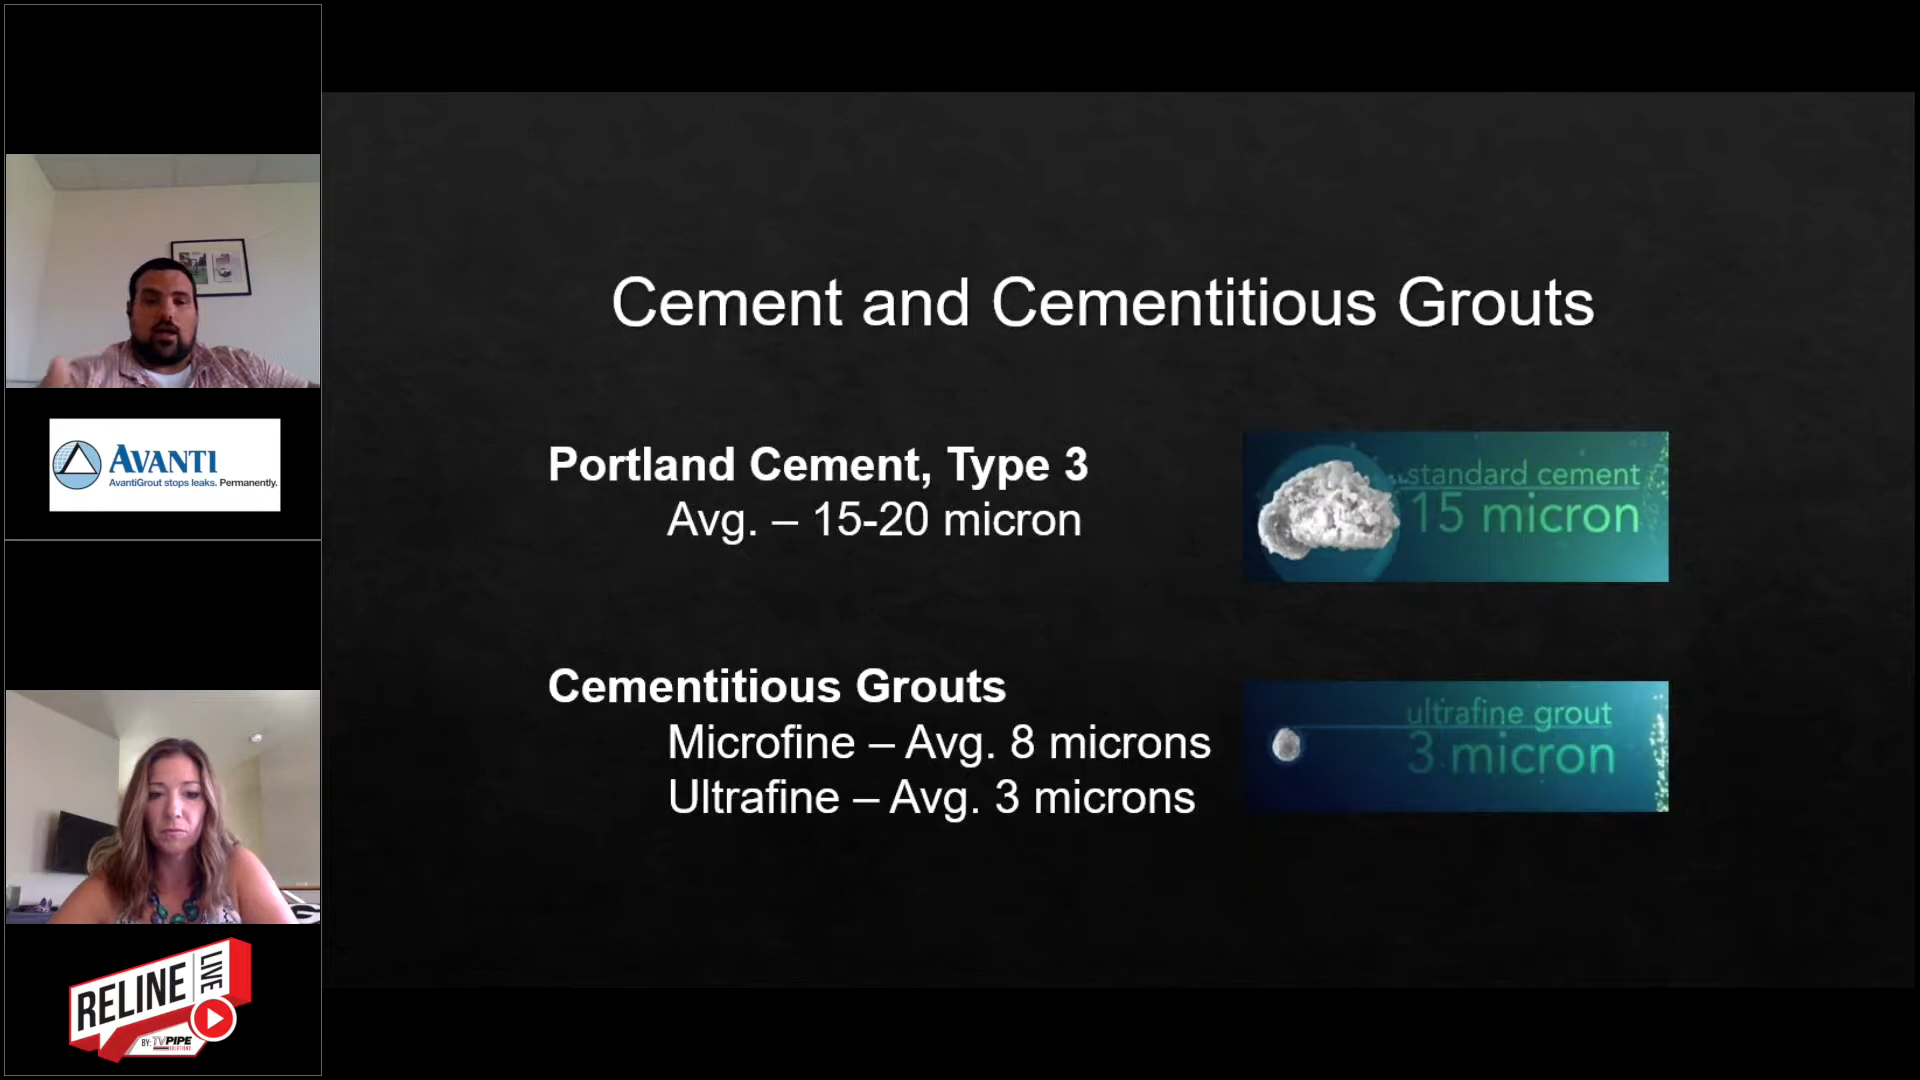 AVANTI
AvantiGrout stops leaks. Permanently.
RELINE
LIVE
BY: TVPIPE
SOLUTIONS
Cement and Cementitious Grouts
Portland Cement, Type 3
Avg. – 15-20 micron
standard cement
15 micron
Cementitious Grouts
Microfine – Avg. 8 microns
Ultrafine – Avg. 3 microns
ultrafine grout
3 micron